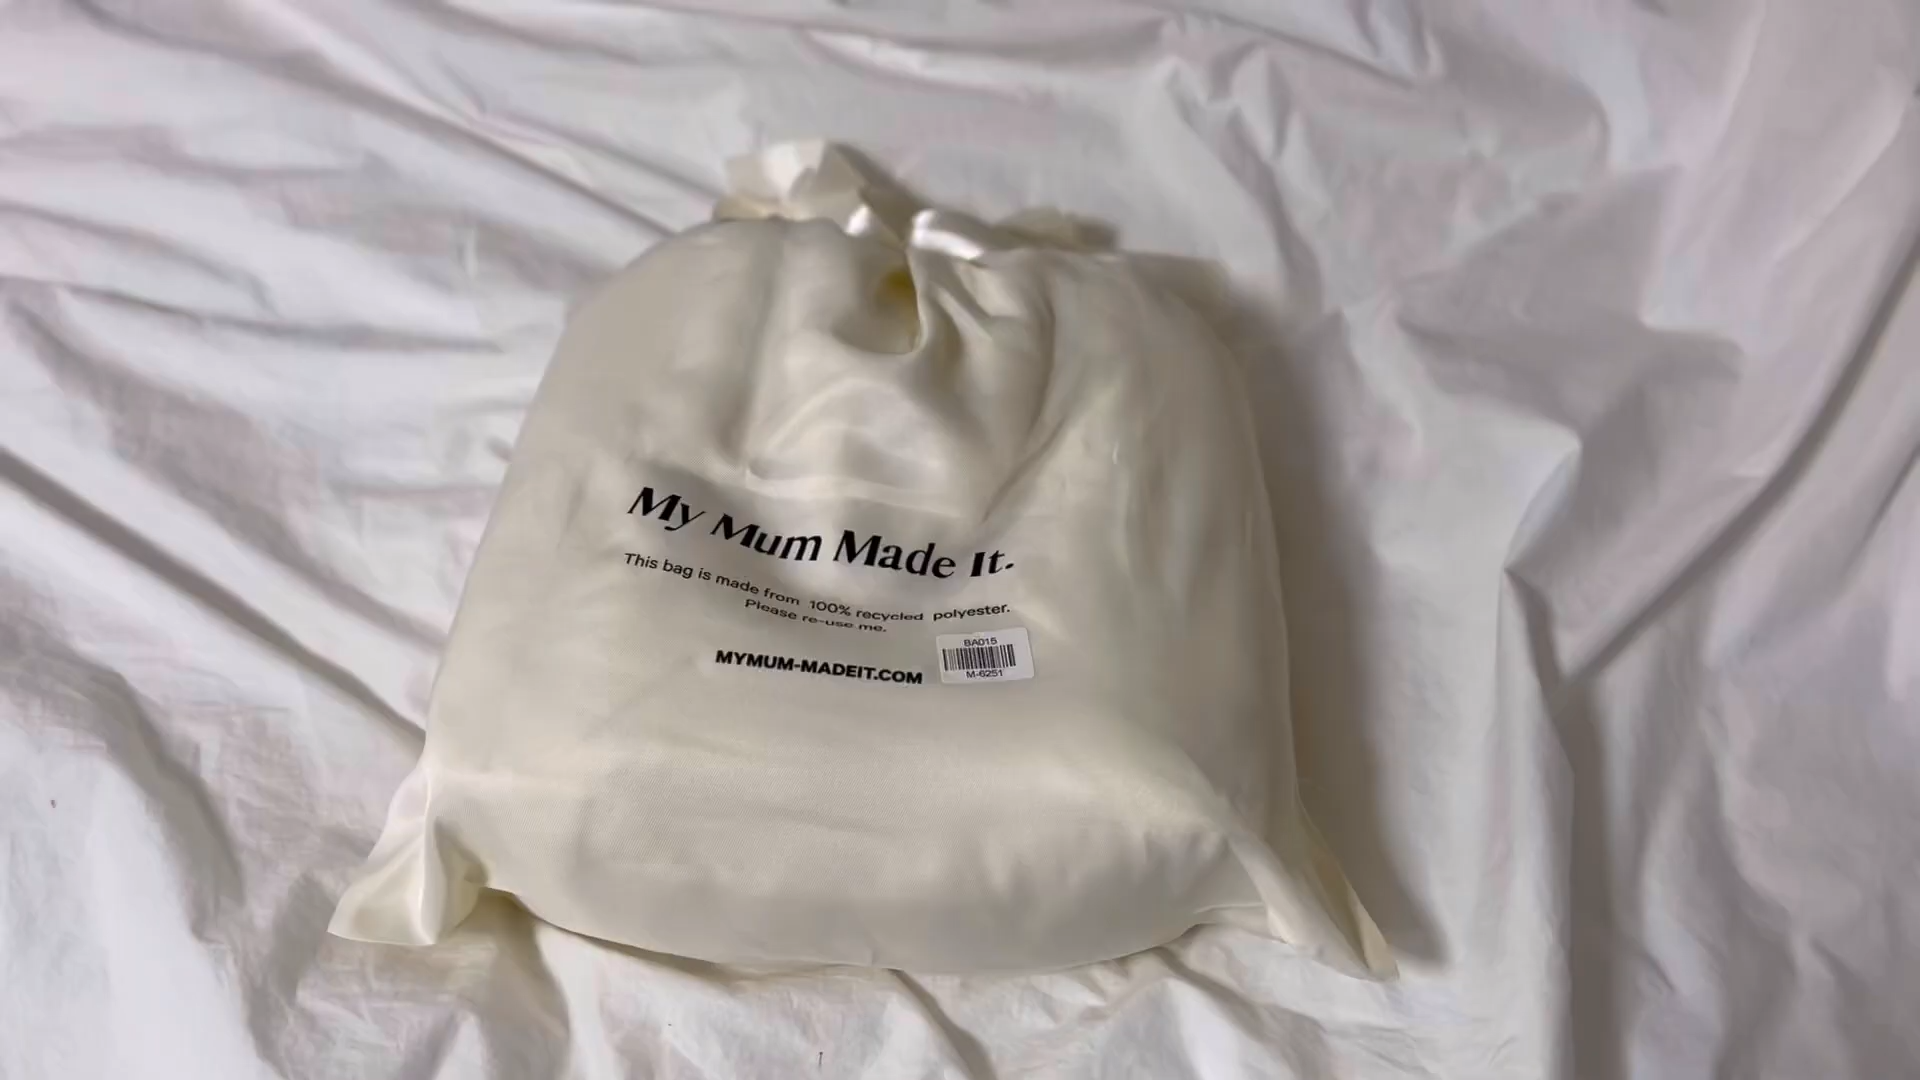 My Mum Made It.
This bag is made from 100% recycled polyester.
Please re-use me.
MYMUM-MADEIT.COM
BA015
M-6251